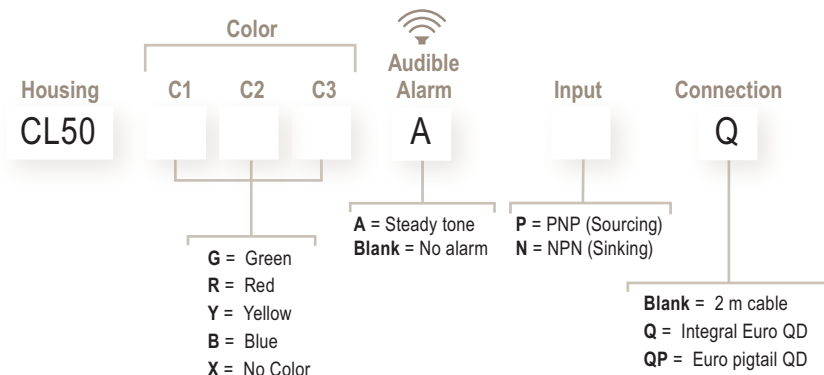 Color
Audible
Alarm
Housing
C1
C2
C3
Input
Connection
CL50
A
Q
G = Green
R = Red
Y = Yellow
B = Blue
X = No Color
A = Steady tone
Blank = No alarm
P = PNP (Sourcing)
N = NPN (Sinking)
Blank = 2 m cable
Q = Integral Euro QD
QP = Euro pigtail QD